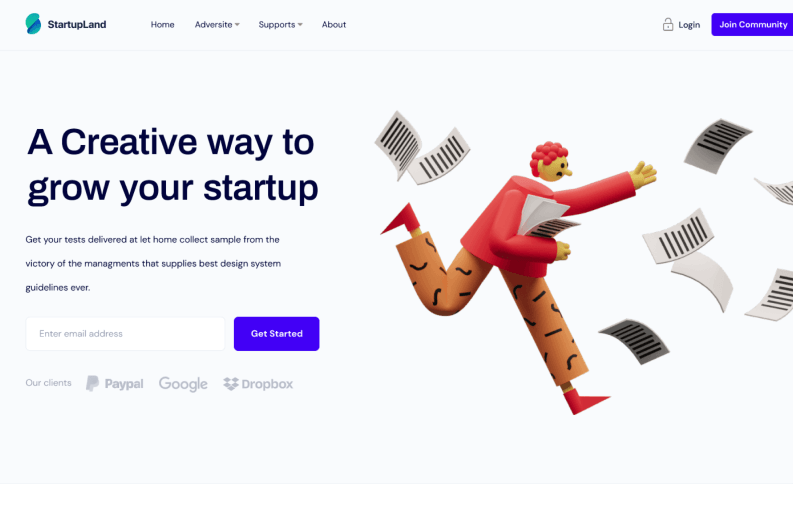 StartupLand
Home Adversite Supports About
Login
Join Community
A Creative way to
grow your startup
Get your tests delivered at let home collect sample from the
victory of the managments that supplies best design system
guidelines ever.
Enter email address
Get Started
Our clients Paypal Google Dropbox